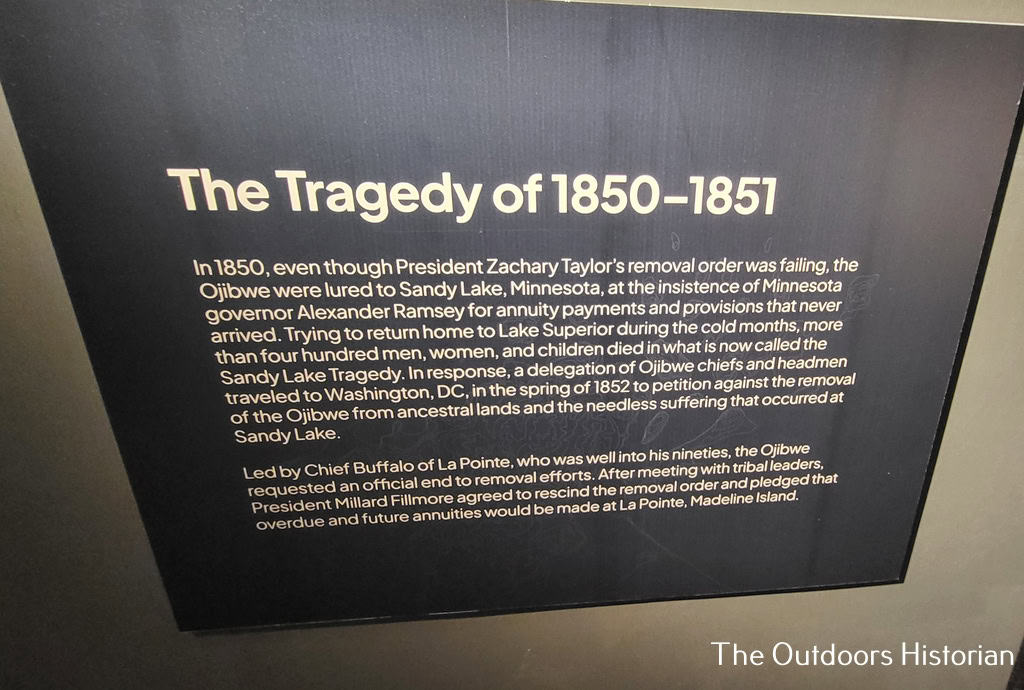 The Tragedy of 1850–1851
In 1850, even though President Zachary Taylor's removal order was failing, the
Ojibwe were lured to Sandy Lake, Minnesota, at the insistence of Minnesota
governor Alexander Ramsey for annuity payments and provisions that never
arrived. Trying to return home to Lake Superior during the cold months, more
than four hundred men, women, and children died in what is now called the
Sandy Lake Tragedy. In response, a delegation of Ojibwe chiefs and headmen
traveled to Washington, DC, in the spring of 1852 to petition against the removal
of the Ojibwe from ancestral lands and the needless suffering that occurred at
Sandy Lake.
Led by Chief Buffalo of La Pointe, who was well into his nineties, the Ojibwe
requested an official end to removal efforts. After meeting with tribal leaders,
President Millard Fillmore agreed to rescind the removal order and pledged that
overdue and future annuities would be made at La Pointe, Madeline Island.
The Outdoors Historian